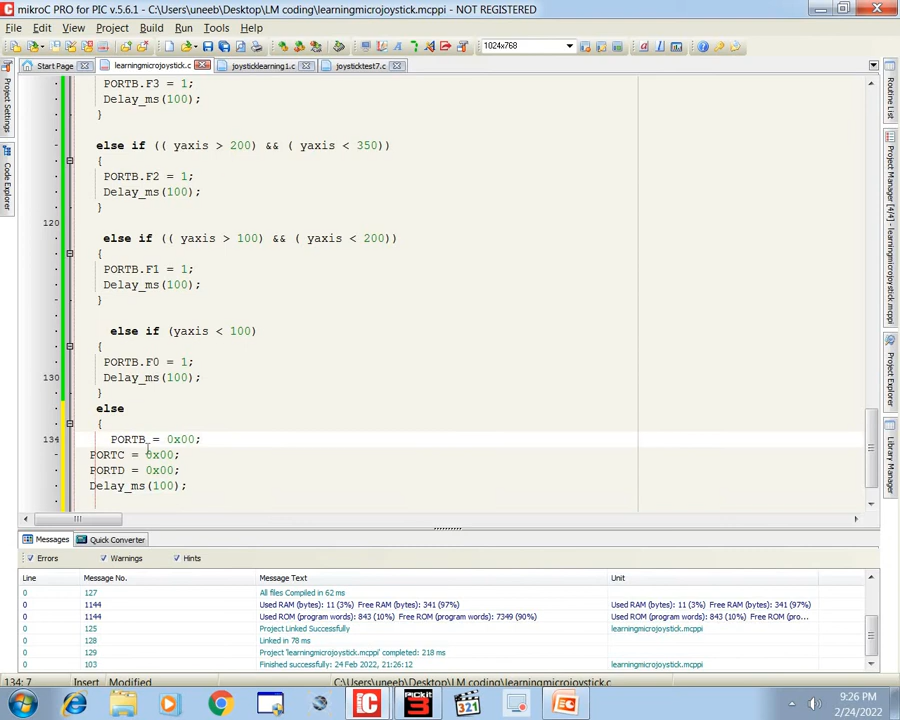 mikroC PRO for PIC v.5.6.1 - C:\Users\uneeb\Desktop\LM coding\learningmicrojoystick.mcppi - NOT REGISTERED
File Edit View Project Build Run Tools Help
1024x768
Start Page learningmicrojoystick.c joysticklearning1.c joysticktest7.c
Project Settings
Code Explorer
Routine List
Project Manager [4/4] - learningmicrojoystick.mcppi
Project Explorer
Library Manager
PORTB.F3 = 1;
Delay_ms(100);
}
else if (( yaxis > 200) && ( yaxis < 350))
{
PORTB.F2 = 1;
Delay_ms(100);
}
120
else if (( yaxis > 100) && ( yaxis < 200))
{
PORTB.F1 = 1;
Delay_ms(100);
}
else if (yaxis < 100)
{
PORTB.F0 = 1;
130 Delay_ms(100);
}
else
{
134 PORTB = 0x00;
PORTC = 0x00;
PORTD = 0x00;
Delay_ms(100);
Messages Quick Converter
Errors Warnings Hints
Line Message No. Message Text Unit
0 127 All files Compiled in 62 ms
0 1144 Used RAM (bytes): 11 (3%) Free RAM (bytes): 341 (97%) Used RAM (bytes): 11 (3%) Free RAM (bytes): 341 (97%)
0 1144 Used ROM (program words): 843 (10%) Free ROM (program words): 7349 (90%) Used ROM (program words): 843 (10%) Free ROM (pro...
0 125 Project Linked Successfully learningmicrojoystick.mcppi
0 128 Linked in 78 ms
0 129 Project 'learningmicrojoystick.mcppi' completed: 218 ms
0 103 Finished successfully: 24 Feb 2022, 21:26:12 learningmicrojoystick.mcppi
134: 7 Insert Modified C:\Users\uneeb\Desktop\LM coding\learningmicrojoystick.c
PICkit 3
321
9:26 PM
2/24/2022